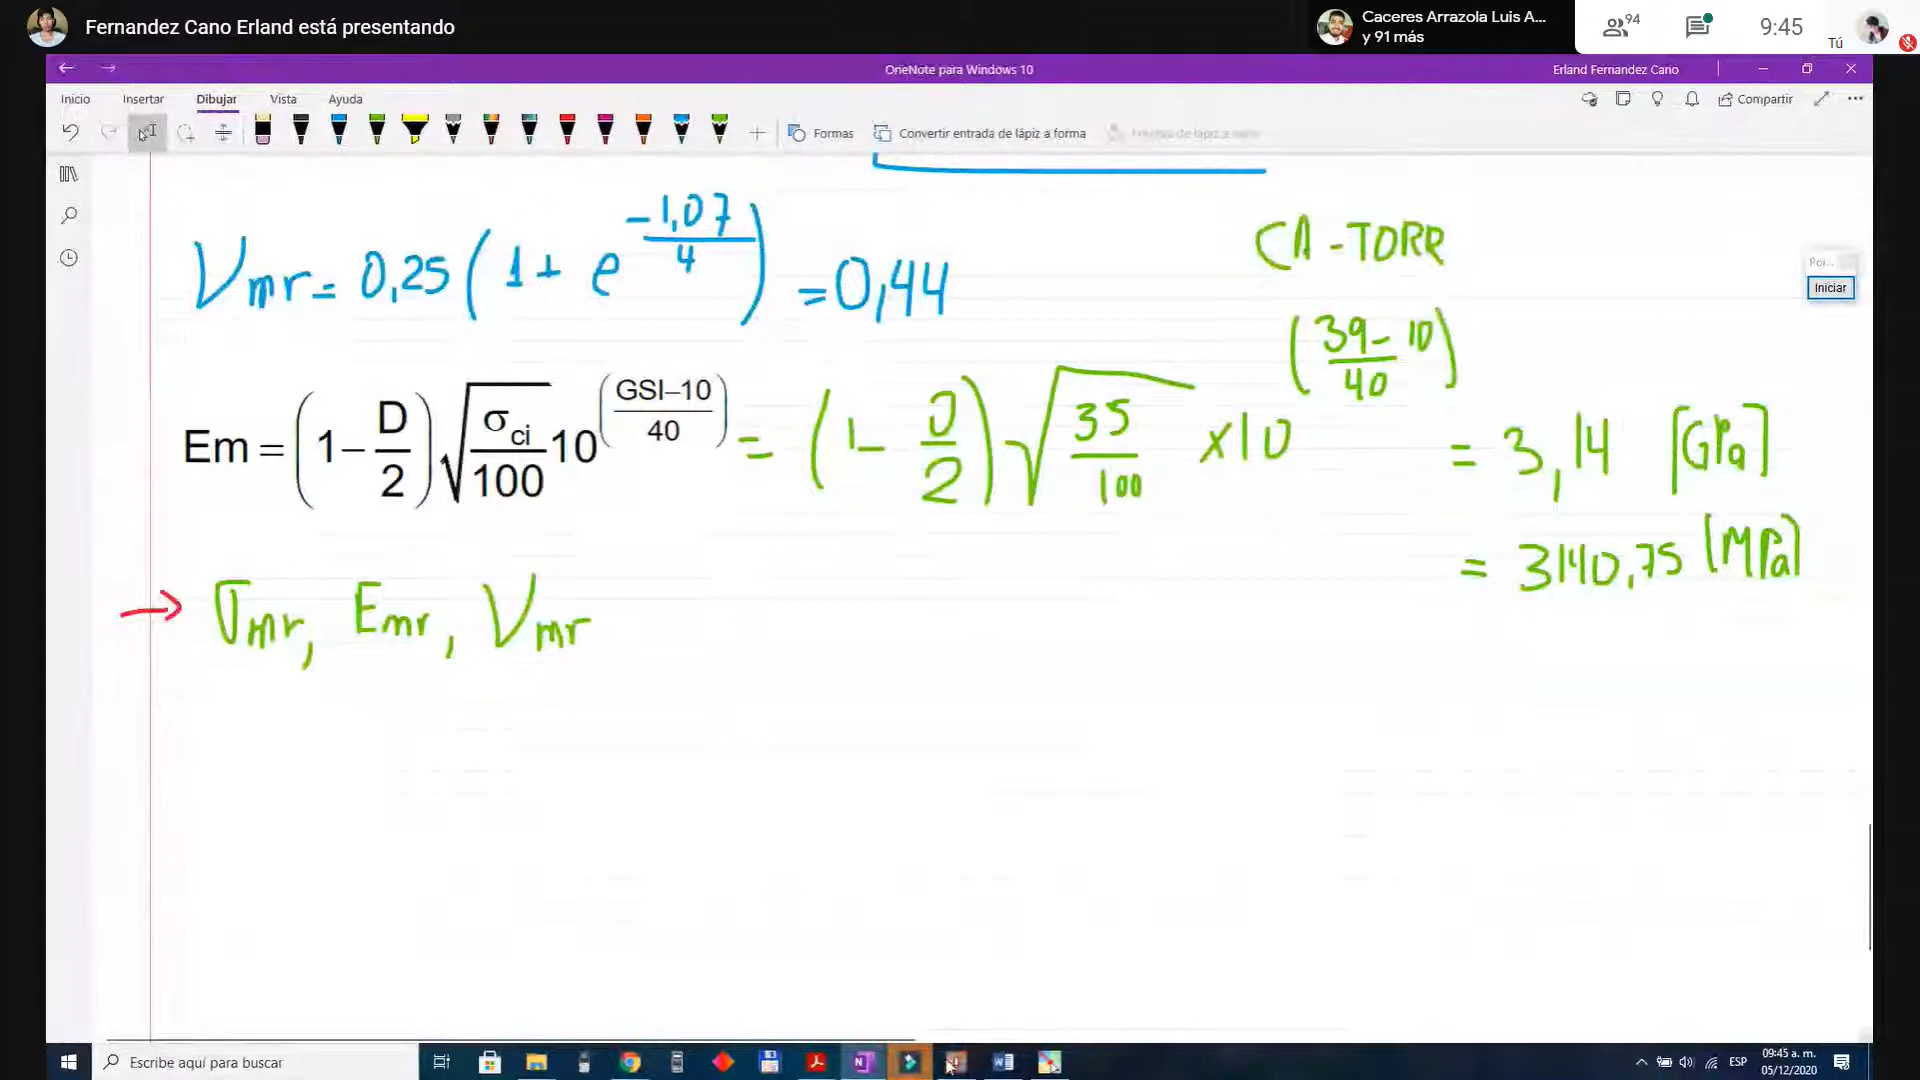 Fernandez Cano Erland está presentando
Caceres Arrazola Luis A...
y 91 más
94
9:45
Tú
OneNote para Windows 10
Erland Fernandez Cano
Inicio Insertar Dibujar Vista Ayuda
Compartir
Formas
Convertir entrada de lápiz a forma
Vmr = 0,25 ( 1 + e^(-1,07/4) ) = 0,44
CA-TORR
Por...
Iniciar
Em = (1 – D/2) √(σci/100) 10^((GSI–10)/40) = (1 - 0/2) √(35/100) x10^((39-10)/40) = 3,14 [GPa]
= 3140,75 [MPa]
→ σmr, Emr, Vmr
Escribe aquí para buscar
ESP
09:45 a. m.
05/12/2020